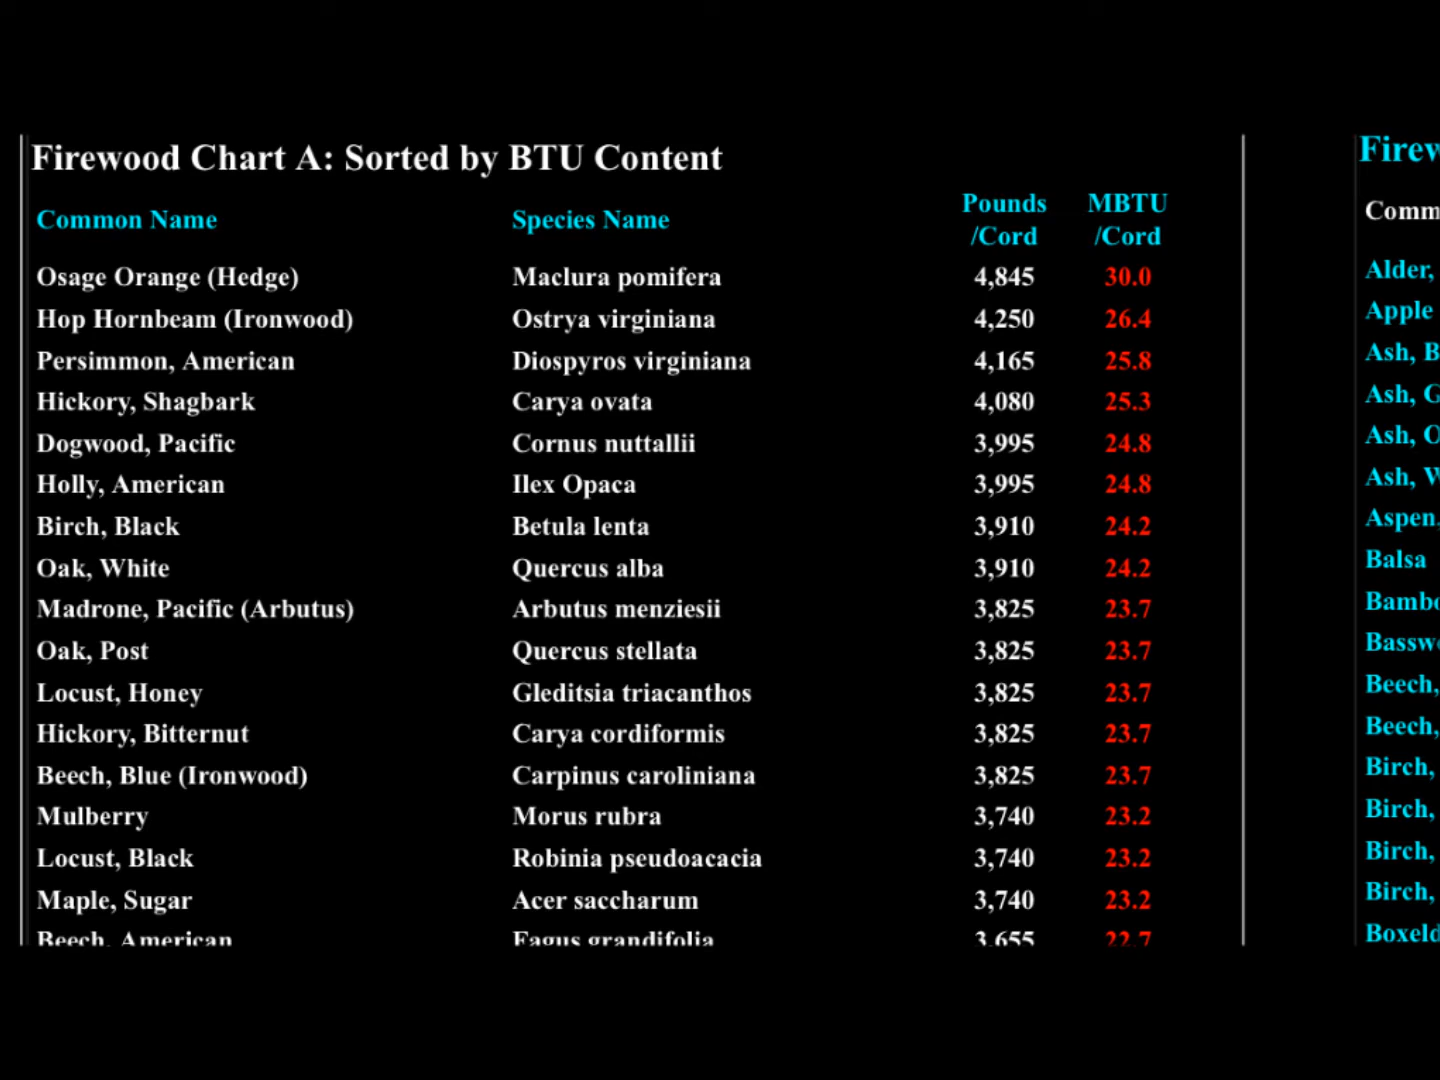 Firewood Chart A: Sorted by BTU Content
Common Name Species Name Pounds /Cord MBTU /Cord
Osage Orange (Hedge) Maclura pomifera 4,845 30.0
Hop Hornbeam (Ironwood) Ostrya virginiana 4,250 26.4
Persimmon, American Diospyros virginiana 4,165 25.8
Hickory, Shagbark Carya ovata 4,080 25.3
Dogwood, Pacific Cornus nuttallii 3,995 24.8
Holly, American Ilex Opaca 3,995 24.8
Birch, Black Betula lenta 3,910 24.2
Oak, White Quercus alba 3,910 24.2
Madrone, Pacific (Arbutus) Arbutus menziesii 3,825 23.7
Oak, Post Quercus stellata 3,825 23.7
Locust, Honey Gleditsia triacanthos 3,825 23.7
Hickory, Bitternut Carya cordiformis 3,825 23.7
Beech, Blue (Ironwood) Carpinus caroliniana 3,825 23.7
Mulberry Morus rubra 3,740 23.2
Locust, Black Robinia pseudoacacia 3,740 23.2
Maple, Sugar Acer saccharum 3,740 23.2
Beech, American Fagus grandifolia 3,655 22.7
Firew
Comm
Alder,
Apple
Ash, B
Ash, G
Ash, O
Ash, W
Aspen,
Balsa
Bambo
Basswo
Beech,
Beech,
Birch,
Birch,
Birch,
Birch,
Boxeld